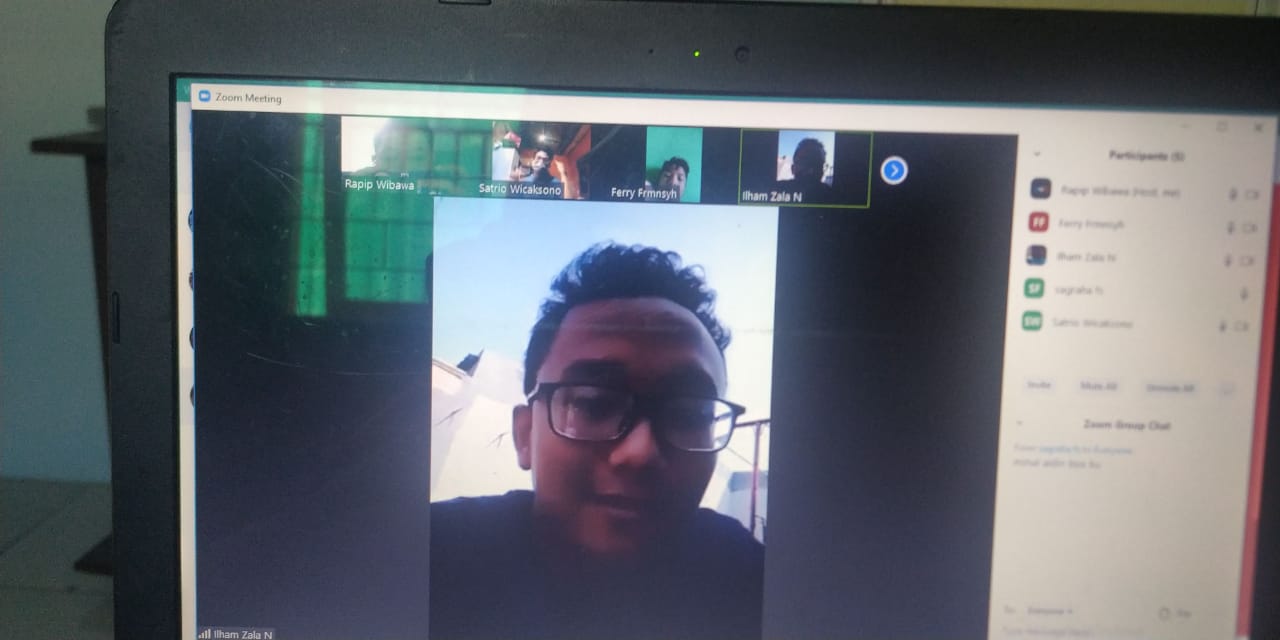 Zoom Meeting
Rapip Wibawa
Satrio Wicaksono
Ferry Frmnsyh
Ilham Zala N
Participants (5)
Rapip Wibawa (Host, me)
FF Ferry Frmnsyh
Ilham Zala N
SF sagraha fs
SW Satrio Wicaksono
Invite Mute All Unmute All ...
Zoom Group Chat
From sagraha fs to Everyone
To: Everyone
File
Ilham Zala N